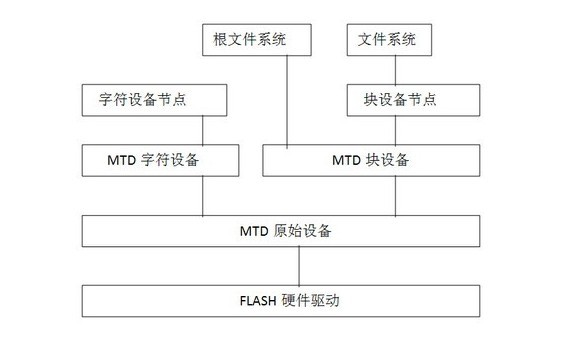 根文件系统
文件系统
字符设备节点
块设备节点
MTD 字符设备
MTD 块设备
MTD 原始设备
FLASH 硬件驱动